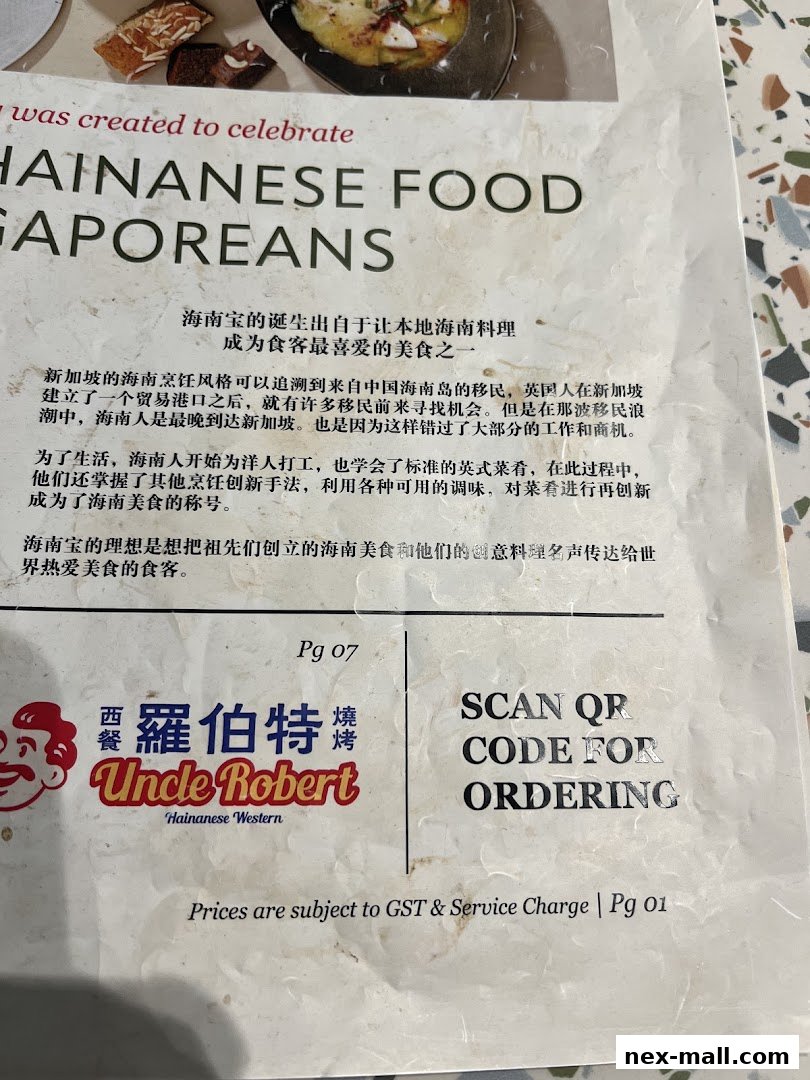 was created to celebrate
HAINANESE FOOD
GAPOREANS
海南宝的诞生出自于让本地海南料理
成为食客最喜爱的美食之一
新加坡的海南烹饪风格可以追溯到来自中国海南岛的移民，英国人在新加坡
建立了一个贸易港口之后，就有许多移民前来寻找机会。但是在那波移民浪
潮中，海南人是最晚到达新加坡。也是因为这样错过了大部分的工作和商机。
为了生活，海南人开始为洋人打工，也学会了标准的英式菜肴，在此过程中，
他们还掌握了其他烹饪创新手法，利用各种可用的调味，对菜肴进行再创新
成为了海南美食的称号。
海南宝的理想是想把祖先们创立的海南美食和他们的创意料理名声传达给世
界热爱美食的食客。
Pg 07
西餐 羅伯特 燒烤
Uncle Robert
Hainanese Western
SCAN QR
CODE FOR
ORDERING
Prices are subject to GST & Service Charge | Pg 01
nex-mall.com